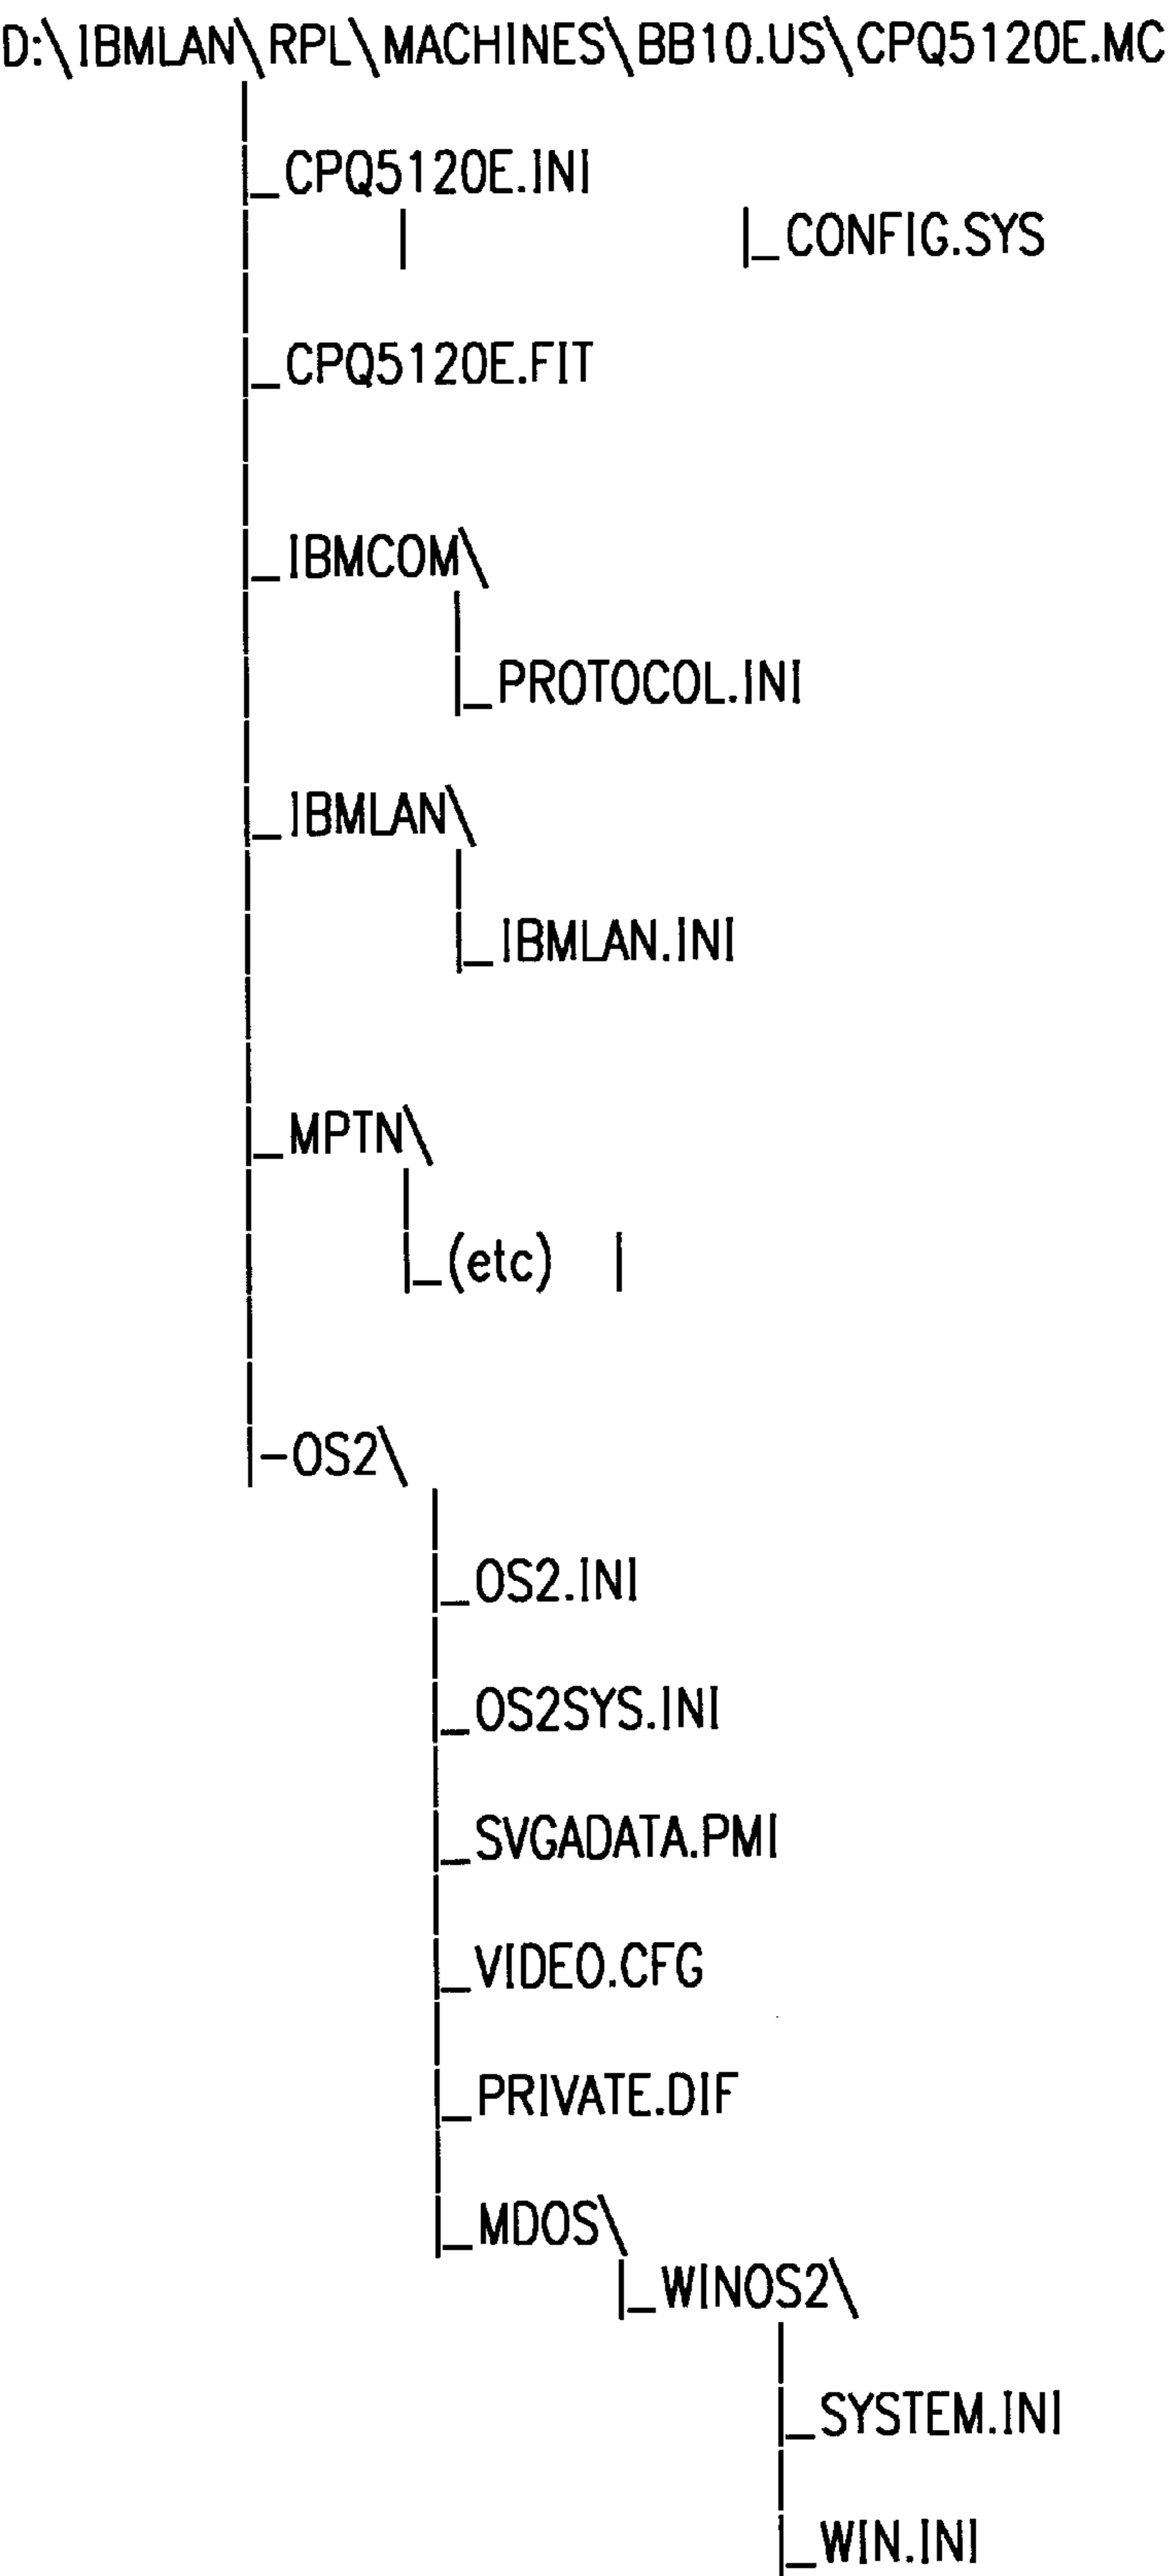 D:\IBMLAN\RPL\MACHINES\BB10.US\CPQ5120E.MC
|_CPQ5120E.INI
| |_CONFIG.SYS
|_CPQ5120E.FIT
|_IBMCOM\
|_PROTOCOL.INI
|_IBMLAN\
|_IBMLAN.INI
|_MPTN\
|_(etc) |
|-OS2\
|_OS2.INI
|_OS2SYS.INI
|_SVGADATA.PMI
|_VIDEO.CFG
|_PRIVATE.DIF
|_MDOS\
|_WINOS2\
|_SYSTEM.INI
|_WIN.INI